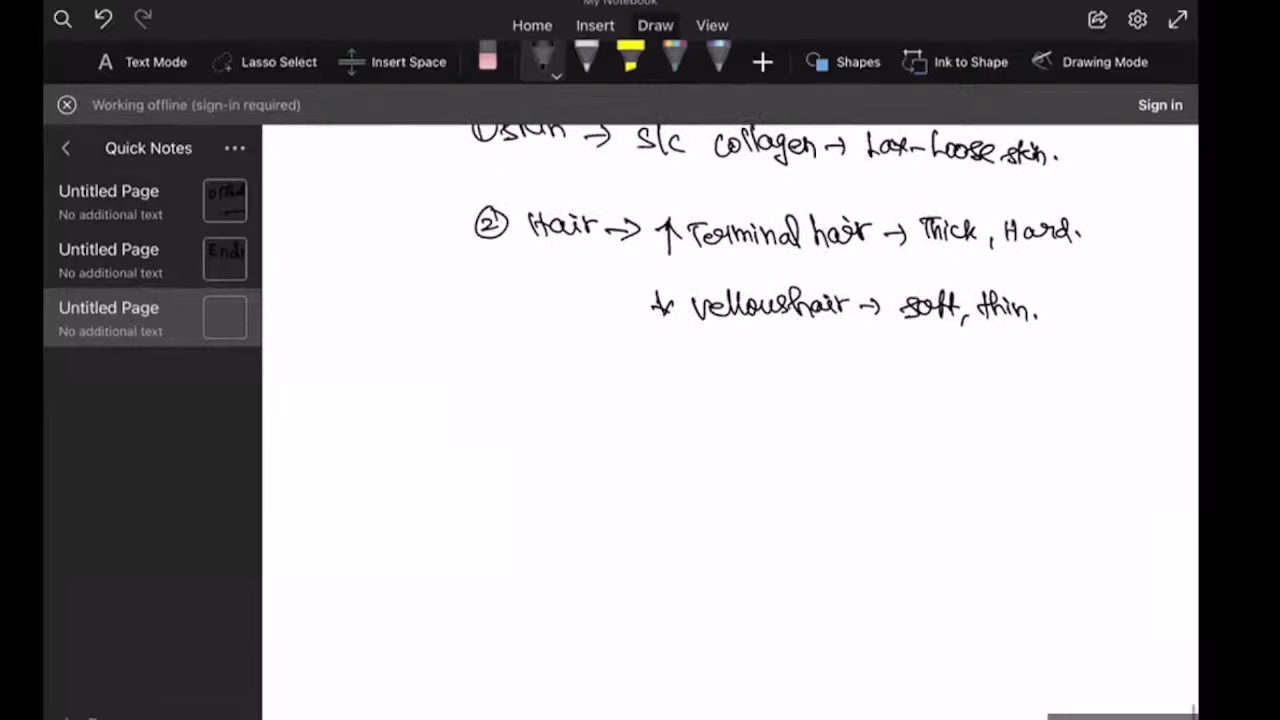 My Notebook
Home Insert Draw View
A Text Mode Lasso Select Insert Space Shapes Ink to Shape Drawing Mode
Working offline (sign-in required) Sign in
Quick Notes
Untitled Page
No additional text
Untitled Page
No additional text
Untitled Page
No additional text
① skin → s/c collagen → Lax-Loose skin.
② Hair → ↑ Terminal hair → Thick, Hard.
↓ vellous hair → soft, thin.